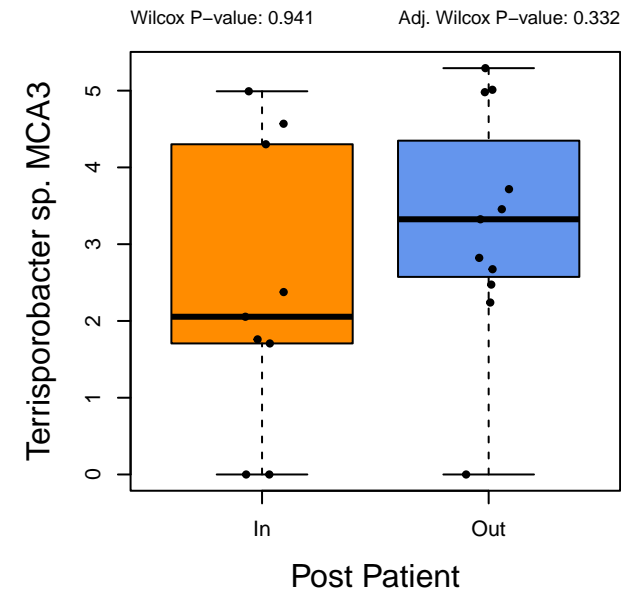 Wilcox P−value: 0.941
Adj. Wilcox P−value: 0.332
Terrisporobacter sp. MCA3
5
4
3
2
1
0
In
Out
Post Patient